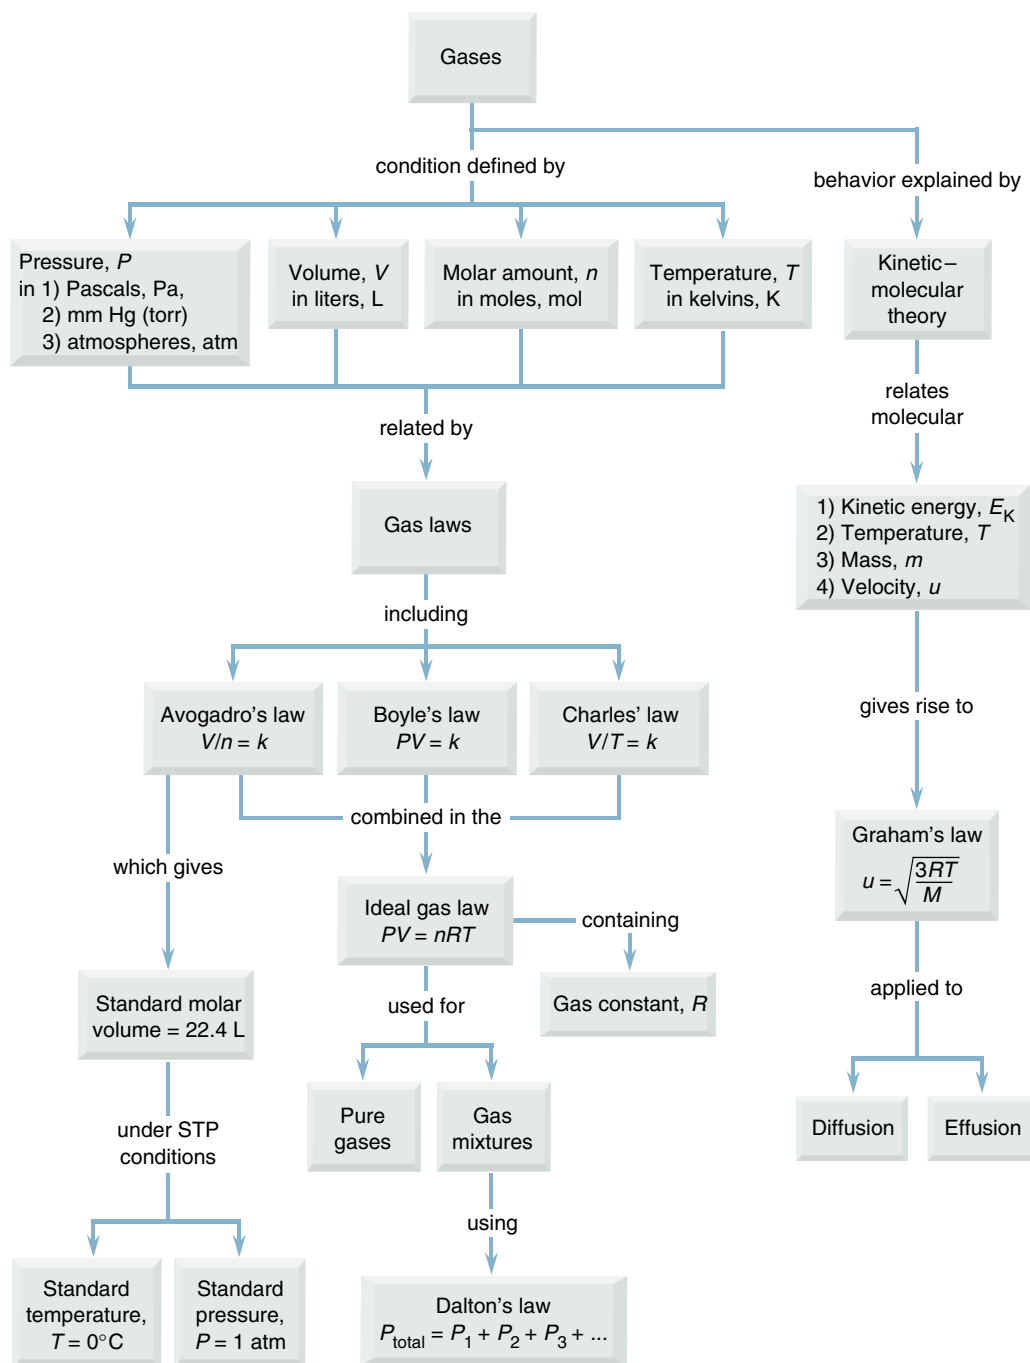 Gases
condition defined by
behavior explained by
Pressure, P
in 1) Pascals, Pa,
2) mm Hg (torr)
3) atmospheres, atm
Volume, V
in liters, L
Molar amount, n
in moles, mol
Temperature, T
in kelvins, K
Kinetic–
molecular
theory
related by
relates
molecular
Gas laws
1) Kinetic energy, E_K
2) Temperature, T
3) Mass, m
4) Velocity, u
including
Avogadro’s law
V/n = k
Boyle’s law
PV = k
Charles’ law
V/T = k
gives rise to
combined in the
which gives
Graham’s law
u = √(3RT/M)
Ideal gas law
PV = nRT
containing
Gas constant, R
Standard molar
volume = 22.4 L
used for
applied to
Pure
gases
Gas
mixtures
Diffusion
Effusion
under STP
conditions
using
Standard
temperature,
T = 0°C
Standard
pressure,
P = 1 atm
Dalton’s law
P_total = P_1 + P_2 + P_3 + ...